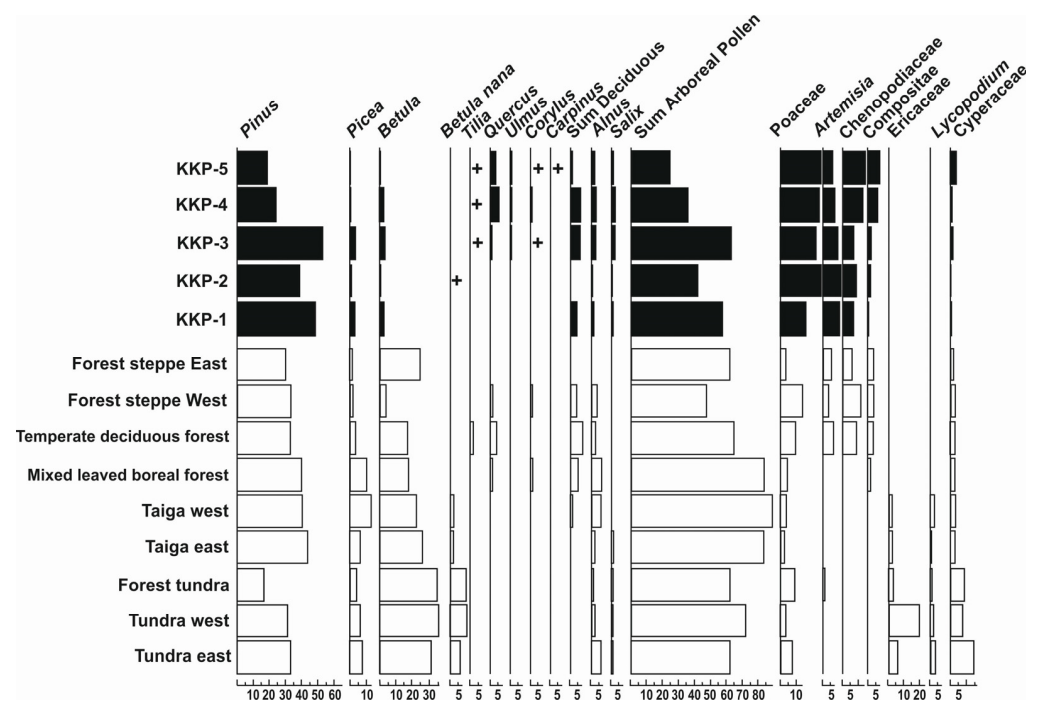 Pinus
Picea
Betula
Betula nana
Tilia
Quercus
Ulmus
Corylus
Carpinus
Sum Deciduous
Alnus
Salix
Sum Arboreal Pollen
Poaceae
Artemisia
Chenopodiaceae
Compositae
Ericaceae
Lycopodium
Cyperaceae
KKP-5 + + +
KKP-4 +
KKP-3 + +
KKP-2 +
KKP-1
Forest steppe East
Forest steppe West
Temperate deciduous forest
Mixed leaved boreal forest
Taiga west
Taiga east
Forest tundra
Tundra west
Tundra east
10 20 30 40 50 60 10 10 20 30 5 5 5 5 5 5 5 5 5 10 20 30 40 50 60 70 80 10 5 5 5 10 20 5 5